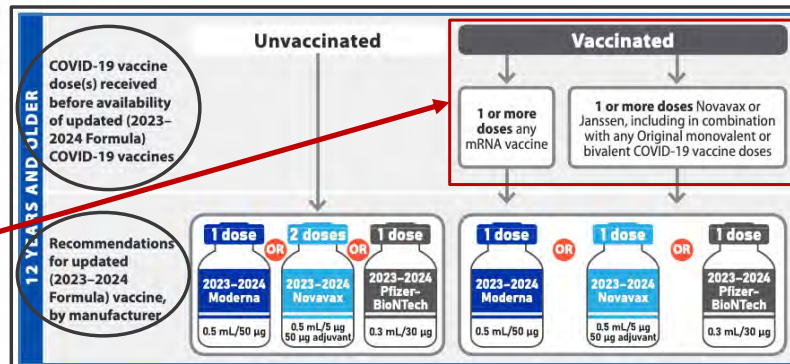 12 YEARS AND OLDER
COVID-19 vaccine
dose(s) received
before availability
of updated (2023–
2024 Formula)
COVID-19 vaccines
Unvaccinated
Vaccinated
1 or more
doses any
mRNA vaccine
1 or more doses Novavax or
Janssen, including in combination
with any Original monovalent or
bivalent COVID-19 vaccine doses
Recommendations
for updated
(2023–2024
Formula) vaccine,
by manufacturer
1 dose
2023–2024
Moderna
0.5 mL/50 µg
OR
2 doses
2023–2024
Novavax
0.5 mL/5 µg
50 µg adjuvant
OR
1 dose
2023–2024
Pfizer-
BioNTech
0.3 mL/30 µg
1 dose
2023–2024
Moderna
0.5 mL/50 µg
OR
1 dose
2023–2024
Novavax
0.5 mL/5 µg
50 µg adjuvant
OR
1 dose
2023–2024
Pfizer-
BioNTech
0.3 mL/30 µg